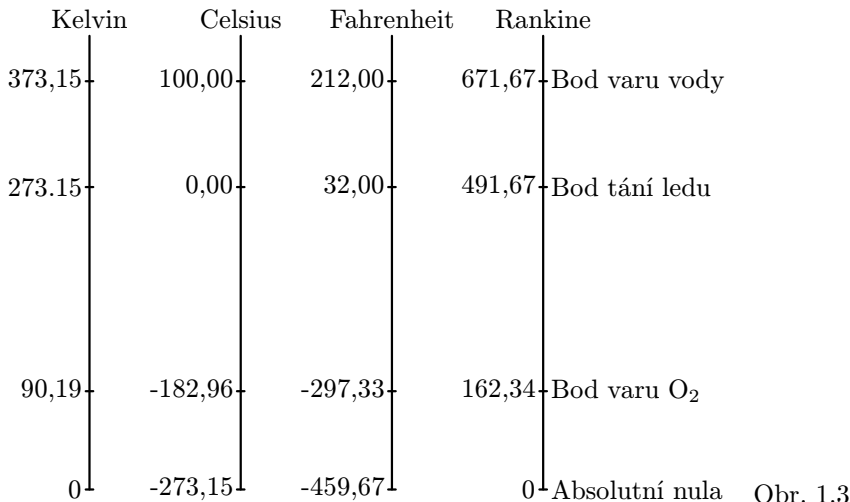 Kelvin Celsius Fahrenheit Rankine
373,15 100,00 212,00 671,67 Bod varu vody
273.15 0,00 32,00 491,67 Bod tání ledu
90,19 -182,96 -297,33 162,34 Bod varu O₂
0 -273,15 -459,67 0 Absolutní nula Obr. 1.3